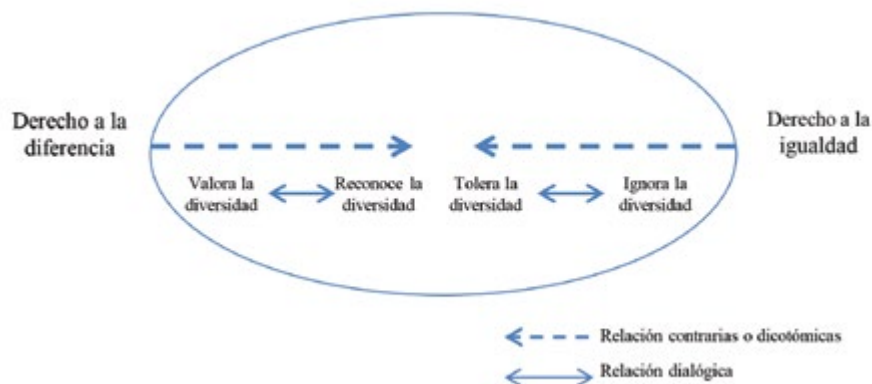 Derecho a la
diferencia
Derecho a la
igualdad
Valora la
diversidad
Reconoce la
diversidad
Tolera la
diversidad
Ignora la
diversidad
Relación contrarias o dicotómicas
Relación dialógica